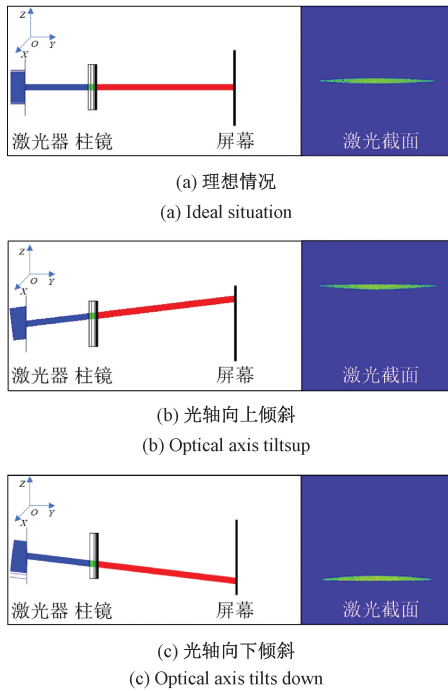 Z
O
Y
X
激光器 柱镜 屏幕 激光截面
(a) 理想情况
(a) Ideal situation
Z
O
Y
X
激光器 柱镜 屏幕 激光截面
(b) 光轴向上倾斜
(b) Optical axis tiltsup
Z
O
Y
X
激光器 柱镜 屏幕 激光截面
(c) 光轴向下倾斜
(c) Optical axis tilts down